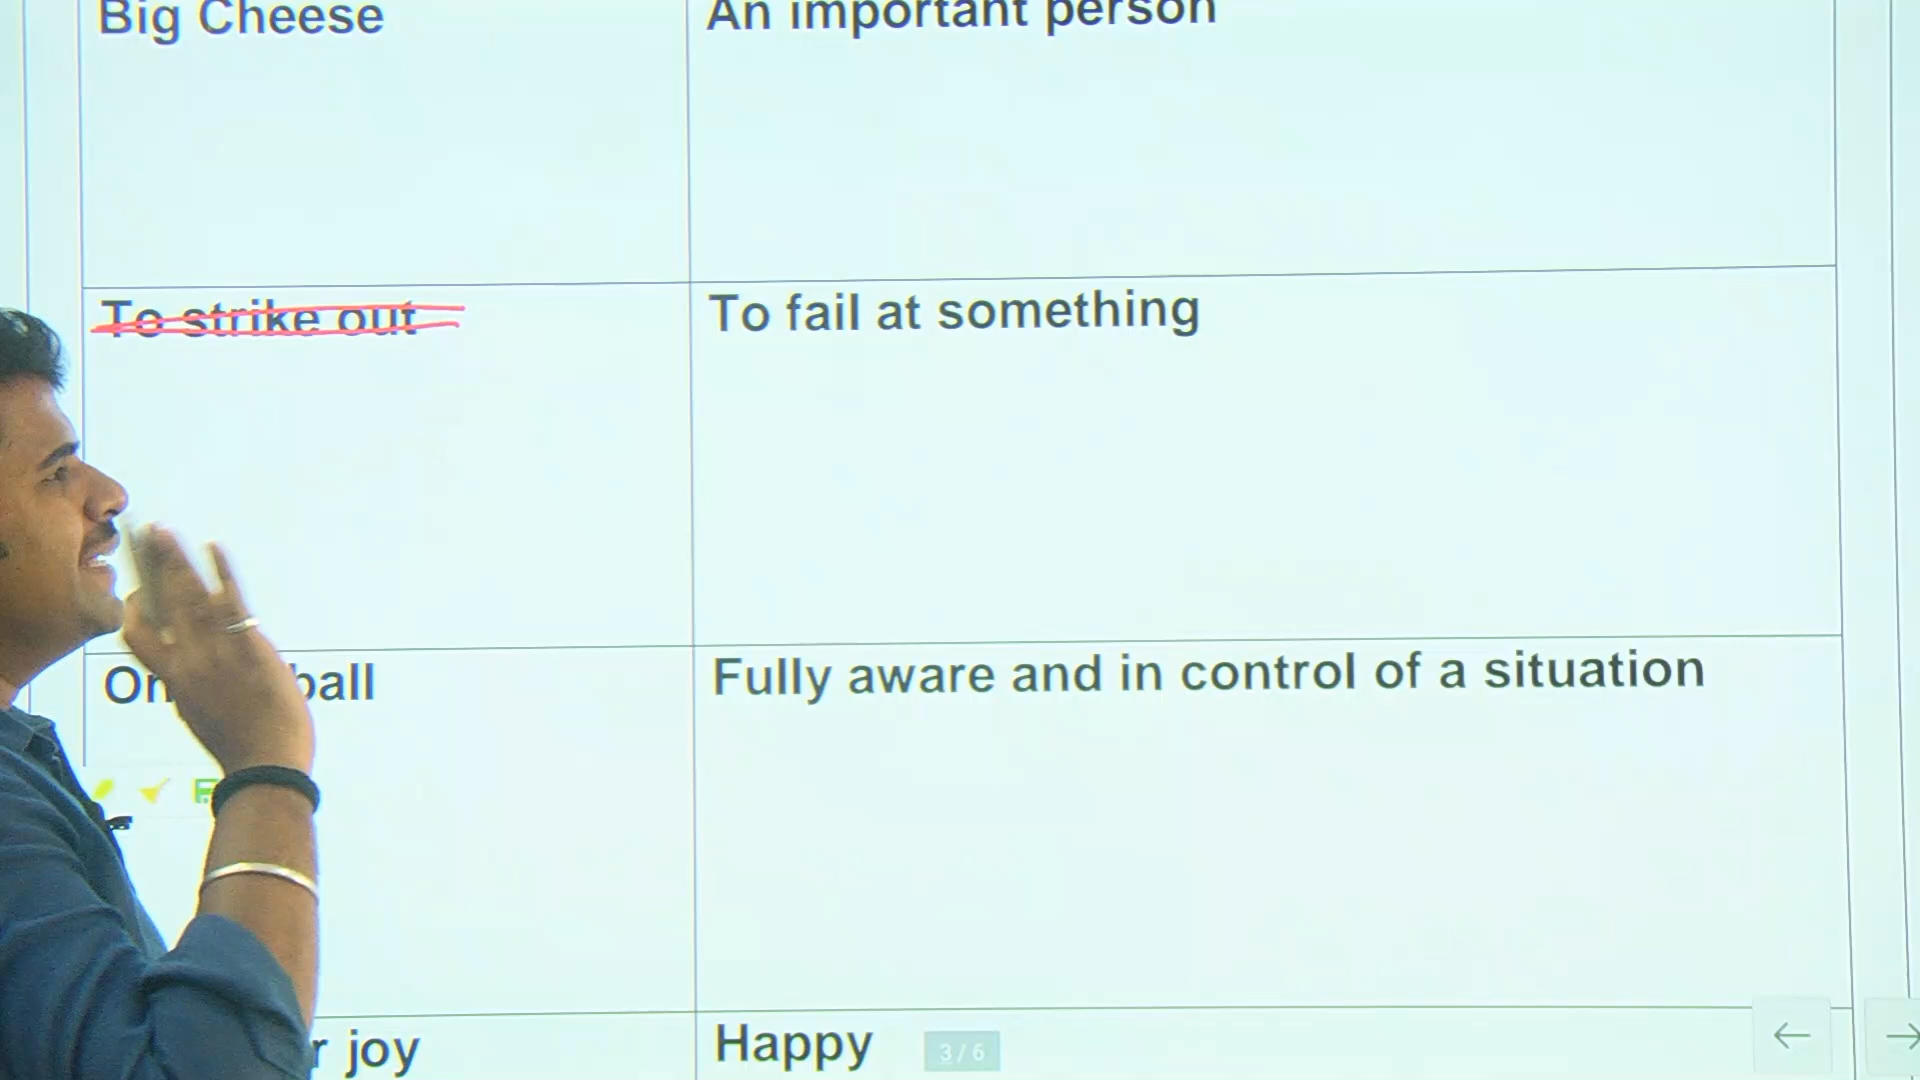 Big Cheese
An important person
To strike out
To fail at something
On ball
Fully aware and in control of a situation
joy
Happy
3 / 6